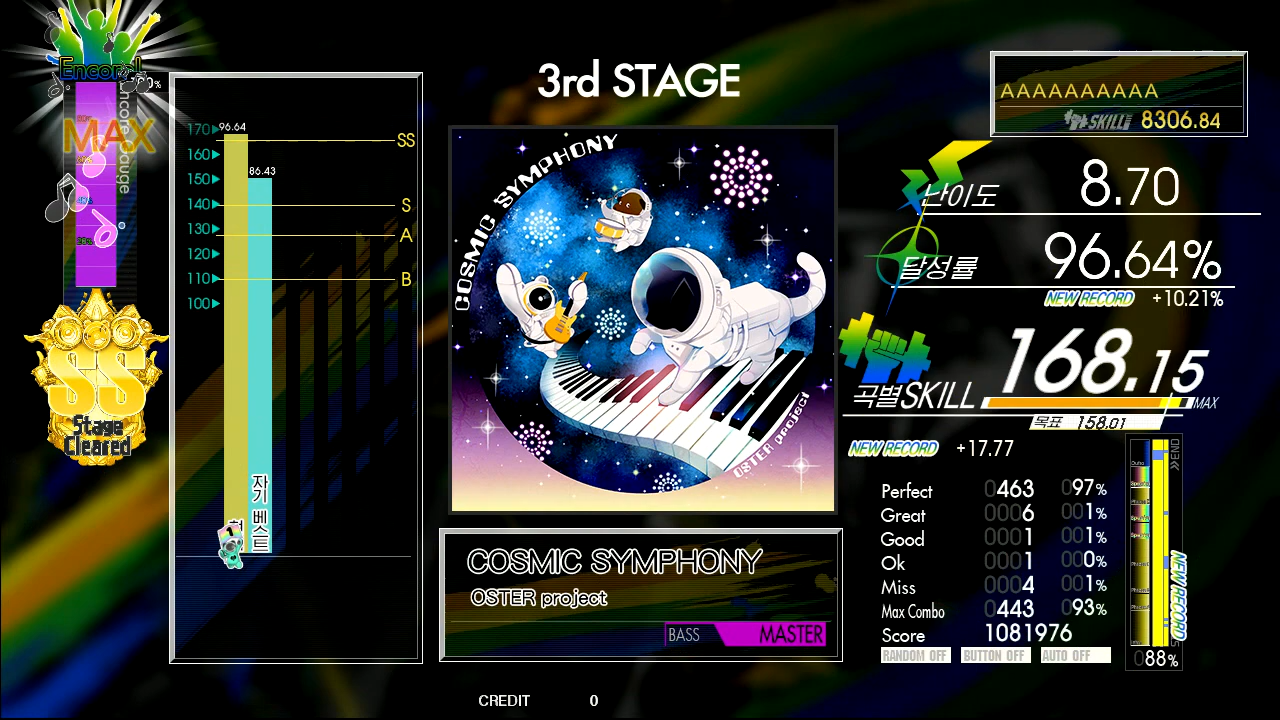 Encore!
MAX
SS
Stage
Cleared
170
96.64
SS
160
150
86.43
140
S
130
A
120
110
B
100
자기 베스트
3rd STAGE
COSMIC SYMPHONY
OSTER project
COSMIC SYMPHONY
OSTER project
BASS MASTER
CREDIT 0
AAAAAAAAAA
SKILL 8306.84
난이도 8.70
달성률 96.64%
NEW RECORD +10.21%
곡별SKILL 168.15
MAX
목표 158.01
NEW RECORD +17.77
Perfect 0463 097%
Great 0006 001%
Good 0001 001%
Ok 0001 000%
Miss 0004 001%
Max Combo 0443 093%
Score 1081976
RANDOM OFF BUTTON OFF AUTO OFF
END
NEW RECORD
088%